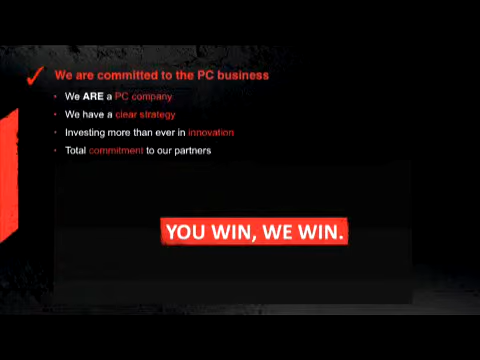 We are committed to the PC business
• We ARE a PC company
• We have a clear strategy
• Investing more than ever in innovation
• Total commitment to our partners
YOU WIN, WE WIN.